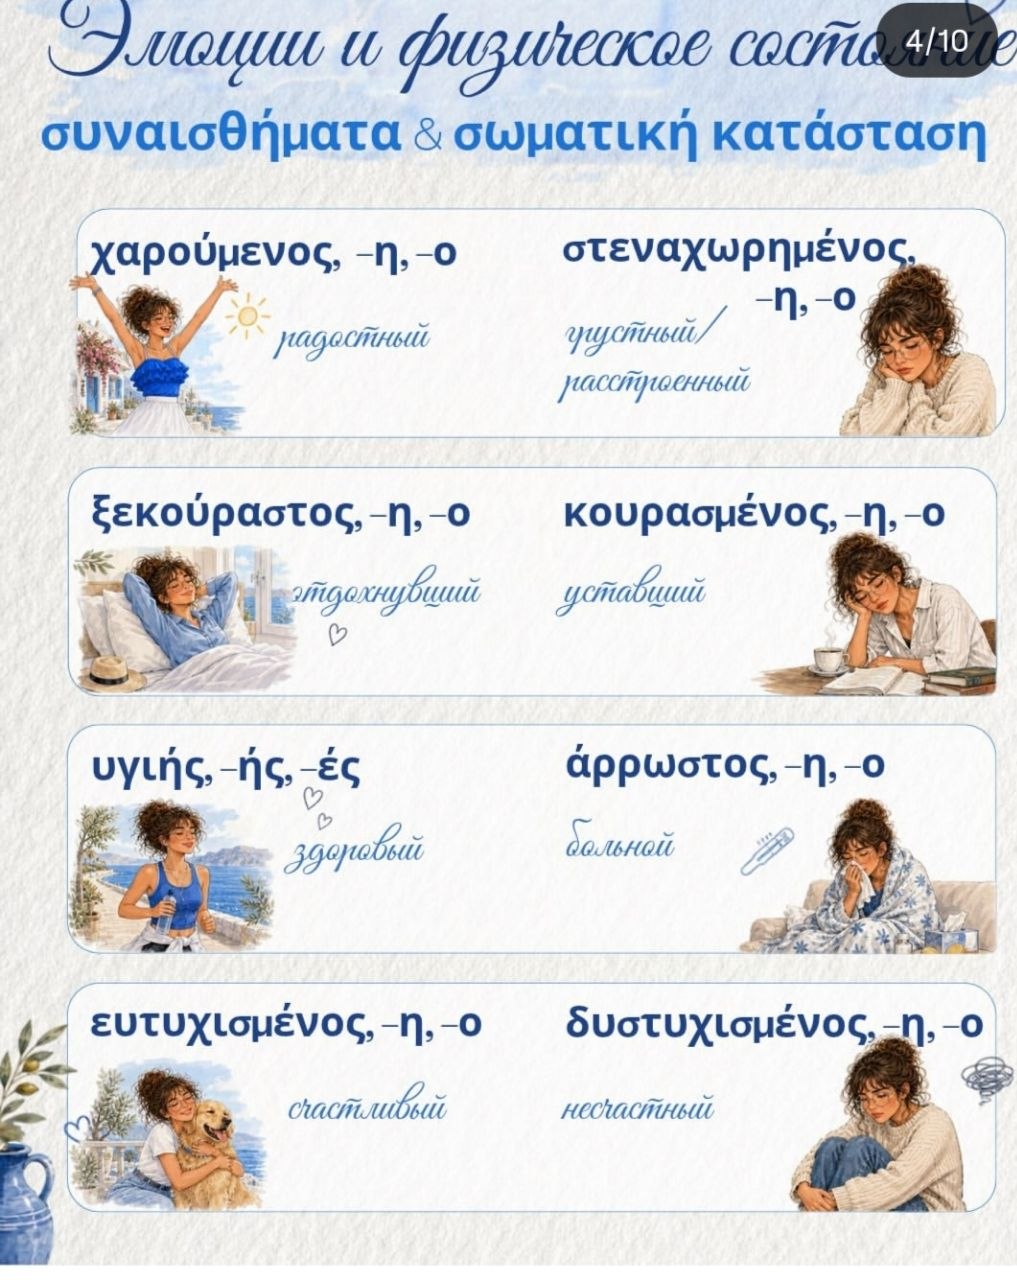 Эмоции и физическое состояние
4/10
συναισθήματα & σωματική κατάσταση
χαρούμενος, –η, –ο
радостный
στεναχωρημένος,
–η, –ο
грустный/
расстроенный
ξεκούραστος, –η, –ο
отдохнувший
κουρασμένος, –η, –ο
уставший
υγιής, –ής, –ές
здоровый
άρρωστος, –η, –ο
больной
ευτυχισμένος, –η, –ο
счастливый
δυστυχισμένος, –η, –ο
несчастный